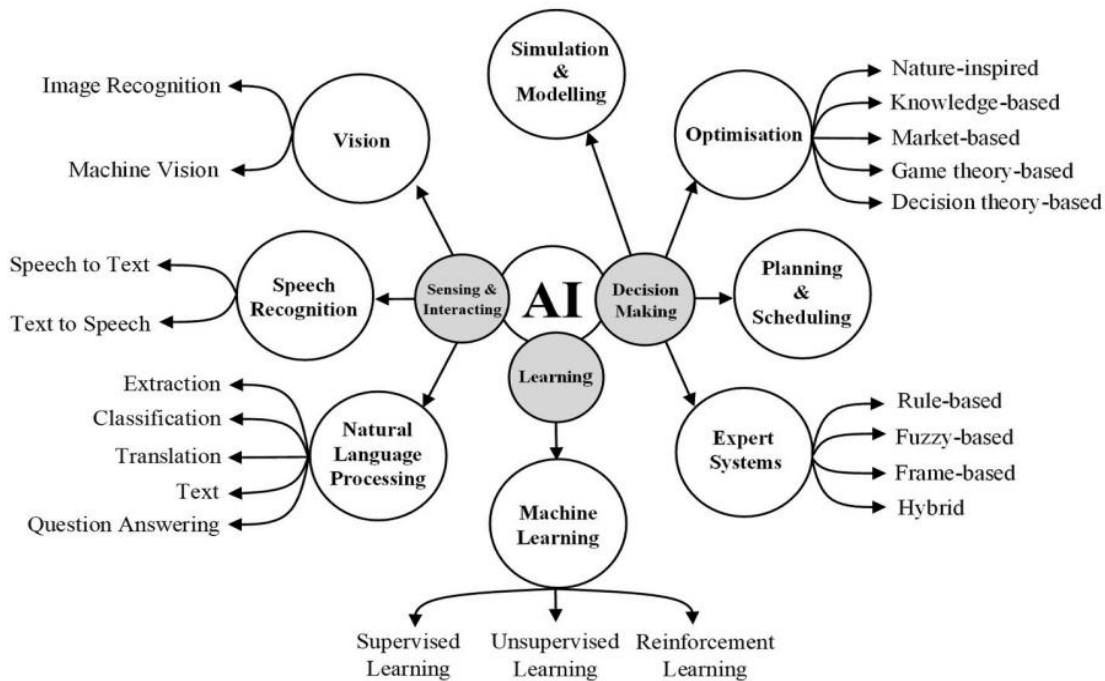 Simulation
&
Modelling
Image Recognition
Machine Vision
Vision
Optimisation
Nature-inspired
Knowledge-based
Market-based
Game theory-based
Decision theory-based
Speech to Text
Text to Speech
Speech
Recognition
Sensing &
Interacting
AI
Decision
Making
Planning
&
Scheduling
Learning
Extraction
Classification
Translation
Text
Question Answering
Natural
Language
Processing
Expert
Systems
Rule-based
Fuzzy-based
Frame-based
Hybrid
Machine
Learning
Supervised
Learning
Unsupervised
Learning
Reinforcement
Learning